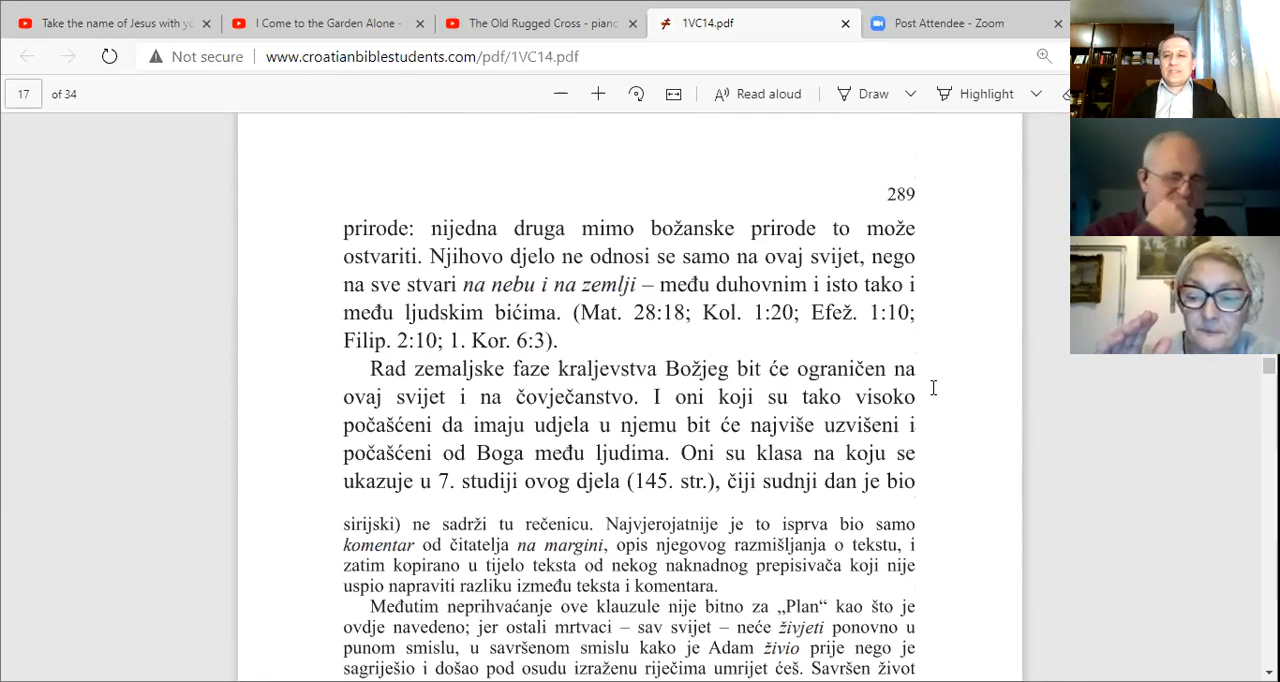 Take the name of Jesus with yo
I Come to the Garden Alone -
The Old Rugged Cross - piano
1VC14.pdf
Post Attendee - Zoom
Not secure
www.croatianbiblestudents.com/pdf/1VC14.pdf
17
of 34
Read aloud
Draw
Highlight
289
prirode: nijedna druga mimo božanske prirode to može
ostvariti. Njihovo djelo ne odnosi se samo na ovaj svijet, nego
na sve stvari na nebu i na zemlji – među duhovnim i isto tako i
među ljudskim bićima. (Mat. 28:18; Kol. 1:20; Efež. 1:10;
Filip. 2:10; 1. Kor. 6:3).
Rad zemaljske faze kraljevstva Božjeg bit će ograničen na
ovaj svijet i na čovječanstvo. I oni koji su tako visoko
počašćeni da imaju udjela u njemu bit će najviše uzvišeni i
počašćeni od Boga među ljudima. Oni su klasa na koju se
ukazuje u 7. studiji ovog djela (145. str.), čiji sudnji dan je bio
sirijski) ne sadrži tu rečenicu. Najvjerojatnije je to isprva bio samo
komentar od čitatelja na margini, opis njegovog razmišljanja o tekstu, i
zatim kopirano u tijelo teksta od nekog naknadnog prepisivača koji nije
uspio napraviti razliku između teksta i komentara.
Međutim neprihvaćanje ove klauzule nije bitno za „Plan“ kao što je
ovdje navedeno; jer ostali mrtvaci – sav svijet – neće živjeti ponovno u
punom smislu, u savršenom smislu kako je Adam živio prije nego je
sagriješio i došao pod osudu izraženu riječima umrijet ćeš. Savršen život